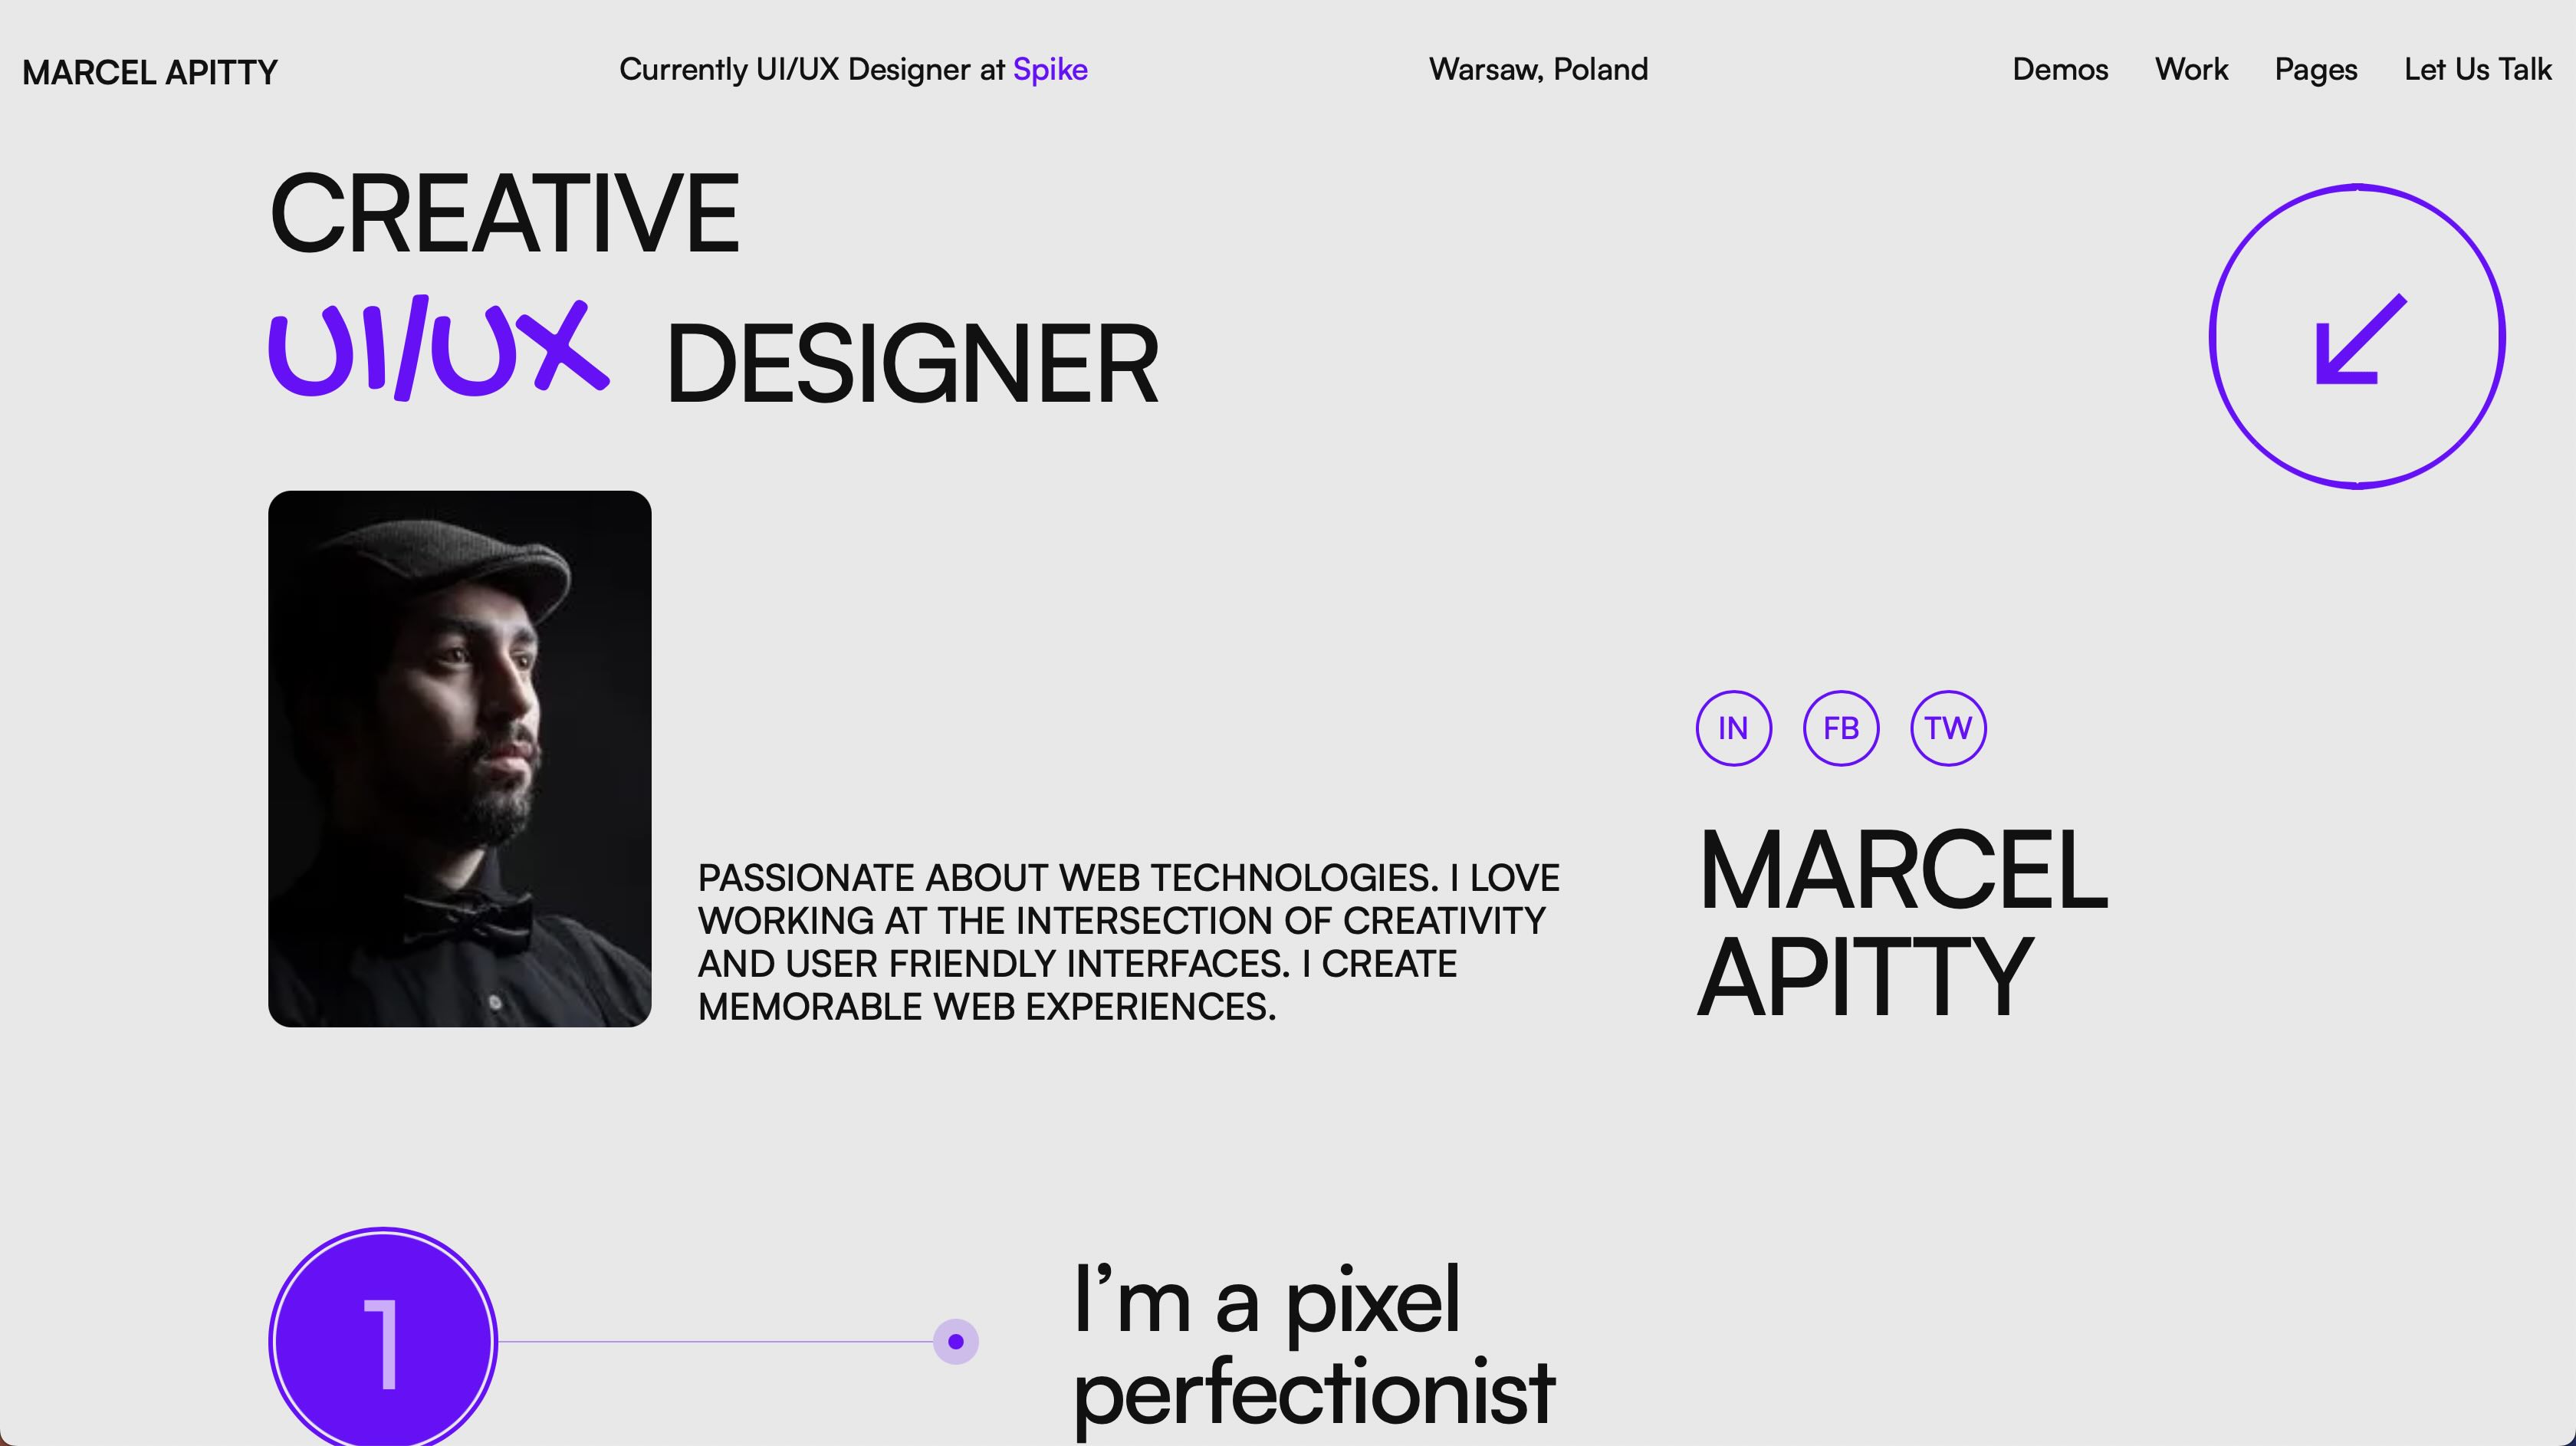 MARCEL APITTY
Currently UI/UX Designer at Spike
Warsaw, Poland
Demos Work Pages Let Us Talk
CREATIVE
UI/UX DESIGNER
PASSIONATE ABOUT WEB TECHNOLOGIES. I LOVE
WORKING AT THE INTERSECTION OF CREATIVITY
AND USER FRIENDLY INTERFACES. I CREATE
MEMORABLE WEB EXPERIENCES.
IN FB TW
MARCEL
APITTY
1
I’m a pixel
perfectionist